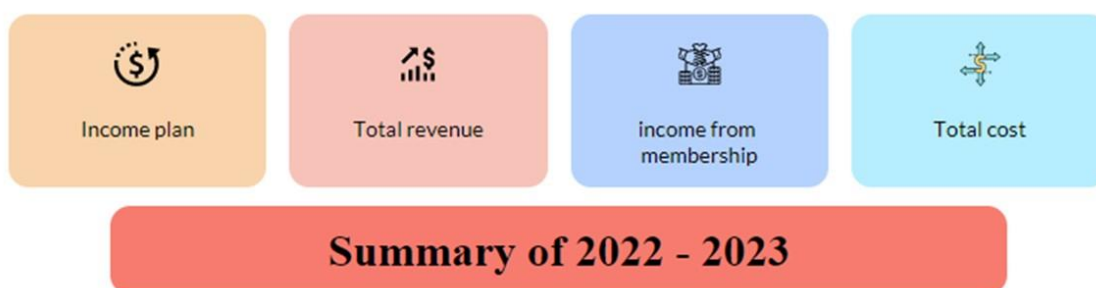 Income plan
Total revenue
income from
membership
Total cost
Summary of 2022 - 2023